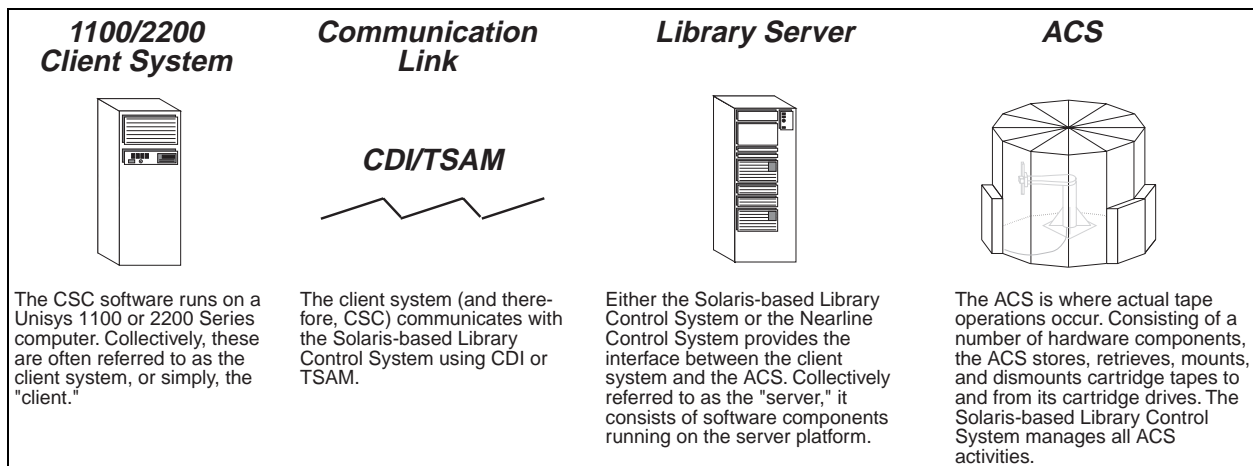 1100/2200
Client System
The CSC software runs on a
Unisys 1100 or 2200 Series
computer. Collectively, these
are often referred to as the
client system, or simply, the
"client."
Communication
Link
CDI/TSAM
The client system (and there-
fore, CSC) communicates with
the Solaris-based Library
Control System using CDI or
TSAM.
Library Server
Either the Solaris-based Library
Control System or the Nearline
Control System provides the
interface between the client
system and the ACS. Collectively
referred to as the "server," it
consists of software components
running on the server platform.
ACS
The ACS is where actual tape
operations occur. Consisting of a
number of hardware components,
the ACS stores, retrieves, mounts,
and dismounts cartridge tapes to
and from its cartridge drives. The
Solaris-based Library Control
System manages all ACS
activities.